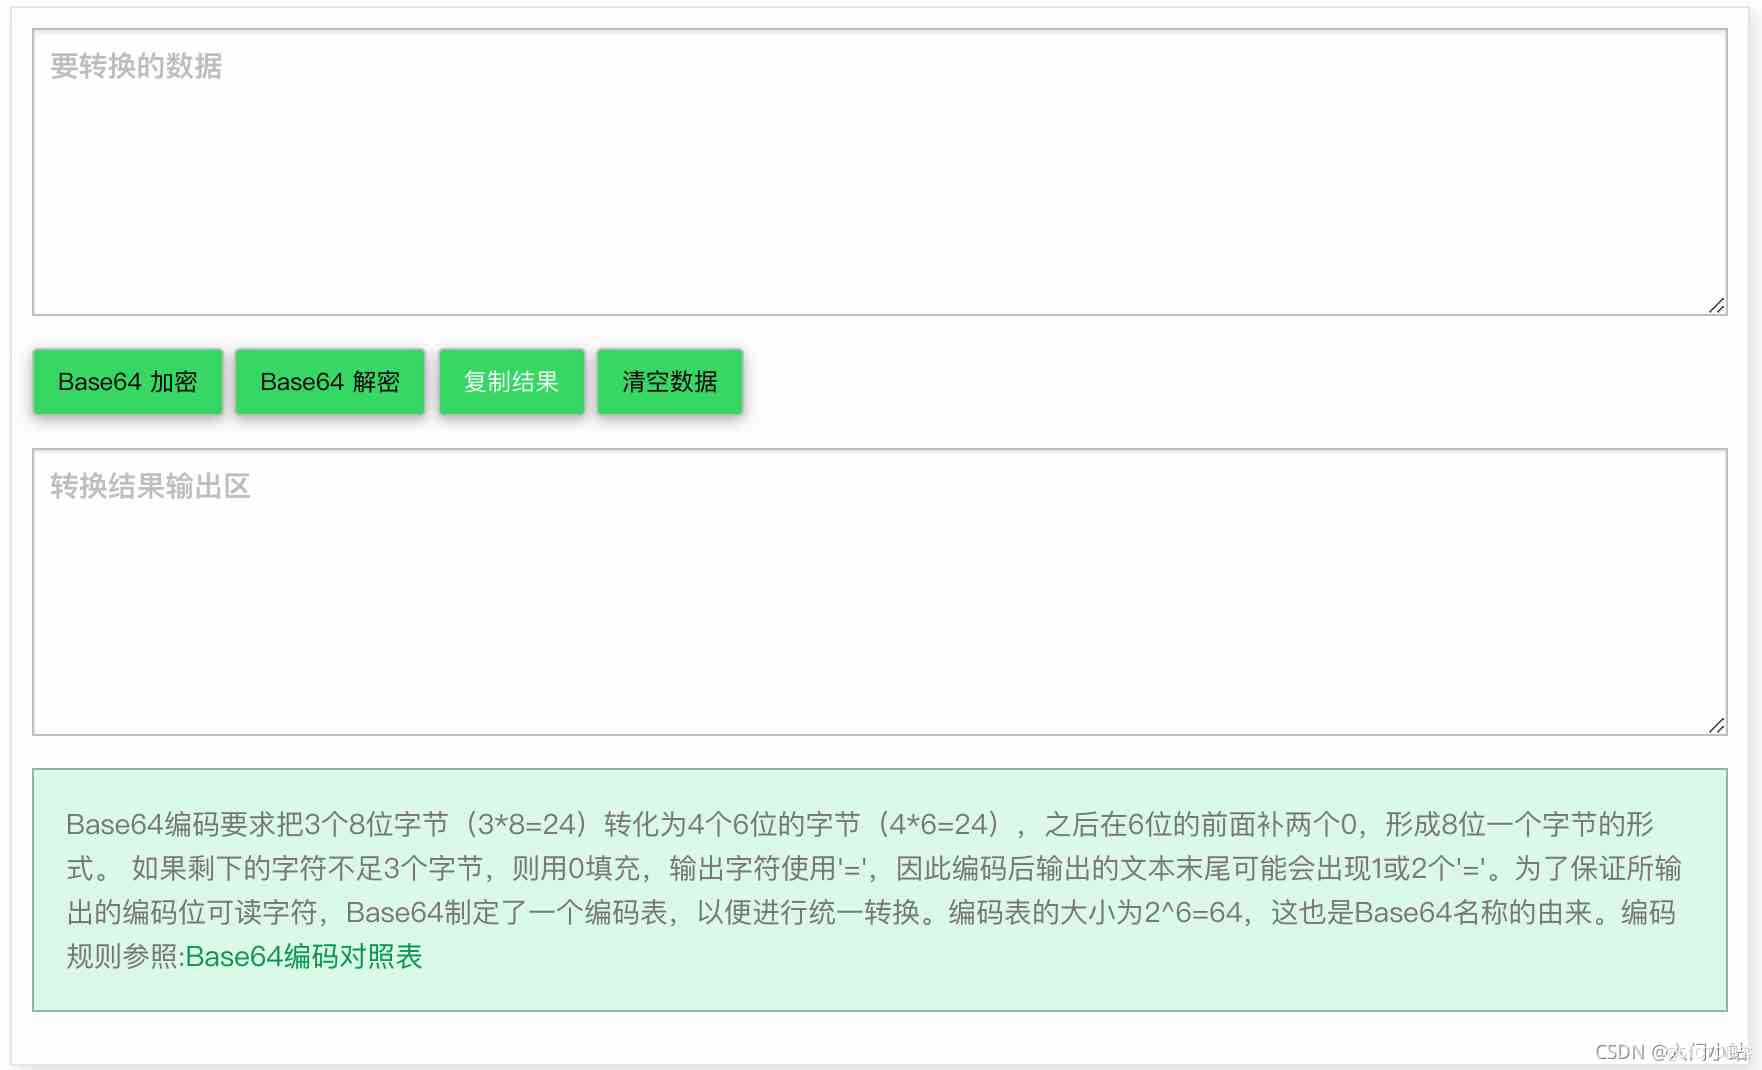 要转换的数据
Base64 加密 Base64 解密 复制结果 清空数据
转换结果输出区
Base64编码要求把3个8位字节（3*8=24）转化为4个6位的字节（4*6=24），之后在6位的前面补两个0，形成8位一个字节的形
式。 如果剩下的字符不足3个字节，则用0填充，输出字符使用'='，因此编码后输出的文本末尾可能会出现1或2个'='。为了保证所输
出的编码位可读字符，Base64制定了一个编码表，以便进行统一转换。编码表的大小为2^6=64，这也是Base64名称的由来。编码
规则参照:Base64编码对照表
CSDN @入门小站